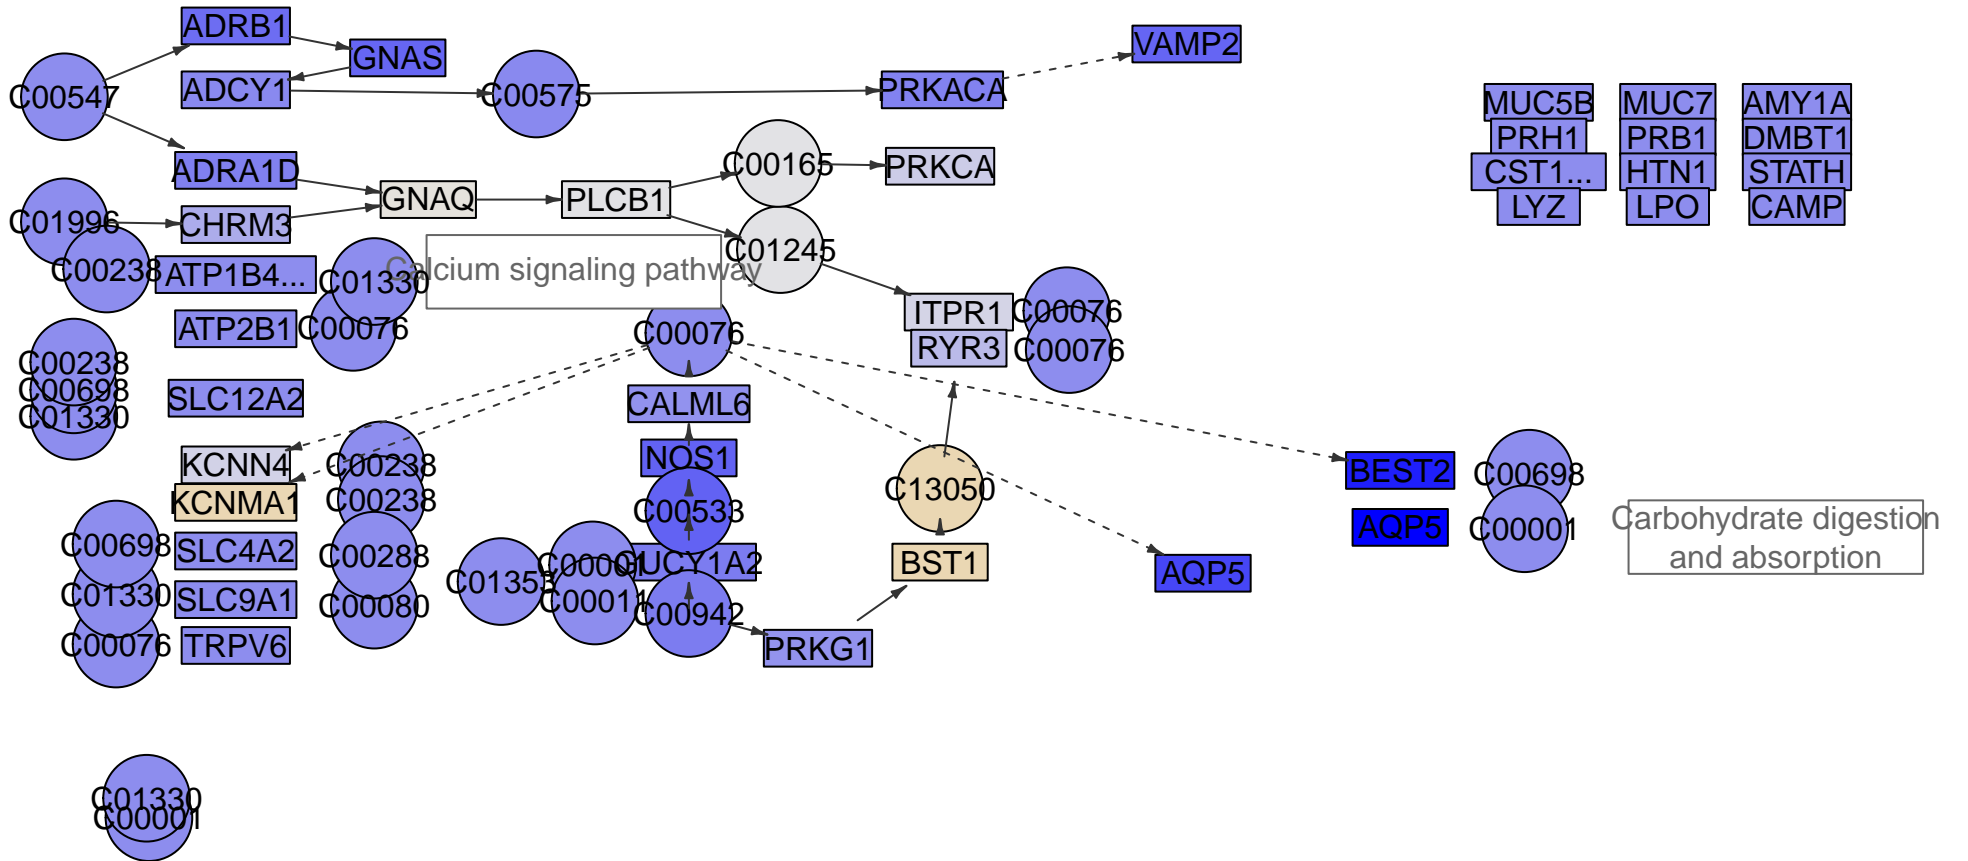 ADRB1
GNAS
VAMP2
C00547
ADCY1
C00575
PRKACA
MUC5B
MUC7
AMY1A
PRH1
PRB1
DMBT1
CST1...
HTN1
STATH
LYZ
LPO
CAMP
ADRA1D
C00165
PRKCA
GNAQ
PLCB1
C01996
CHRM3
C01245
C00238
ATP1B4...
C01330
Calcium signaling pathway
ITPR1
C00076
ATP2B1
C00076
C00076
RYR3
C00076
C00238
C00698
C01330
SLC12A2
CALML6
KCNN4
C00238
NOS1
BEST2
C00698
KCNMA1
C00238
C00533
C13050
AQP5
C00001
Carbohydrate digestion
and absorption
C00698
SLC4A2
C00288
C00001
GUCY1A2
BST1
AQP5
C01353
C01330
SLC9A1
C00080
C00011
C00942
C00076
TRPV6
PRKG1
C01330
C00001